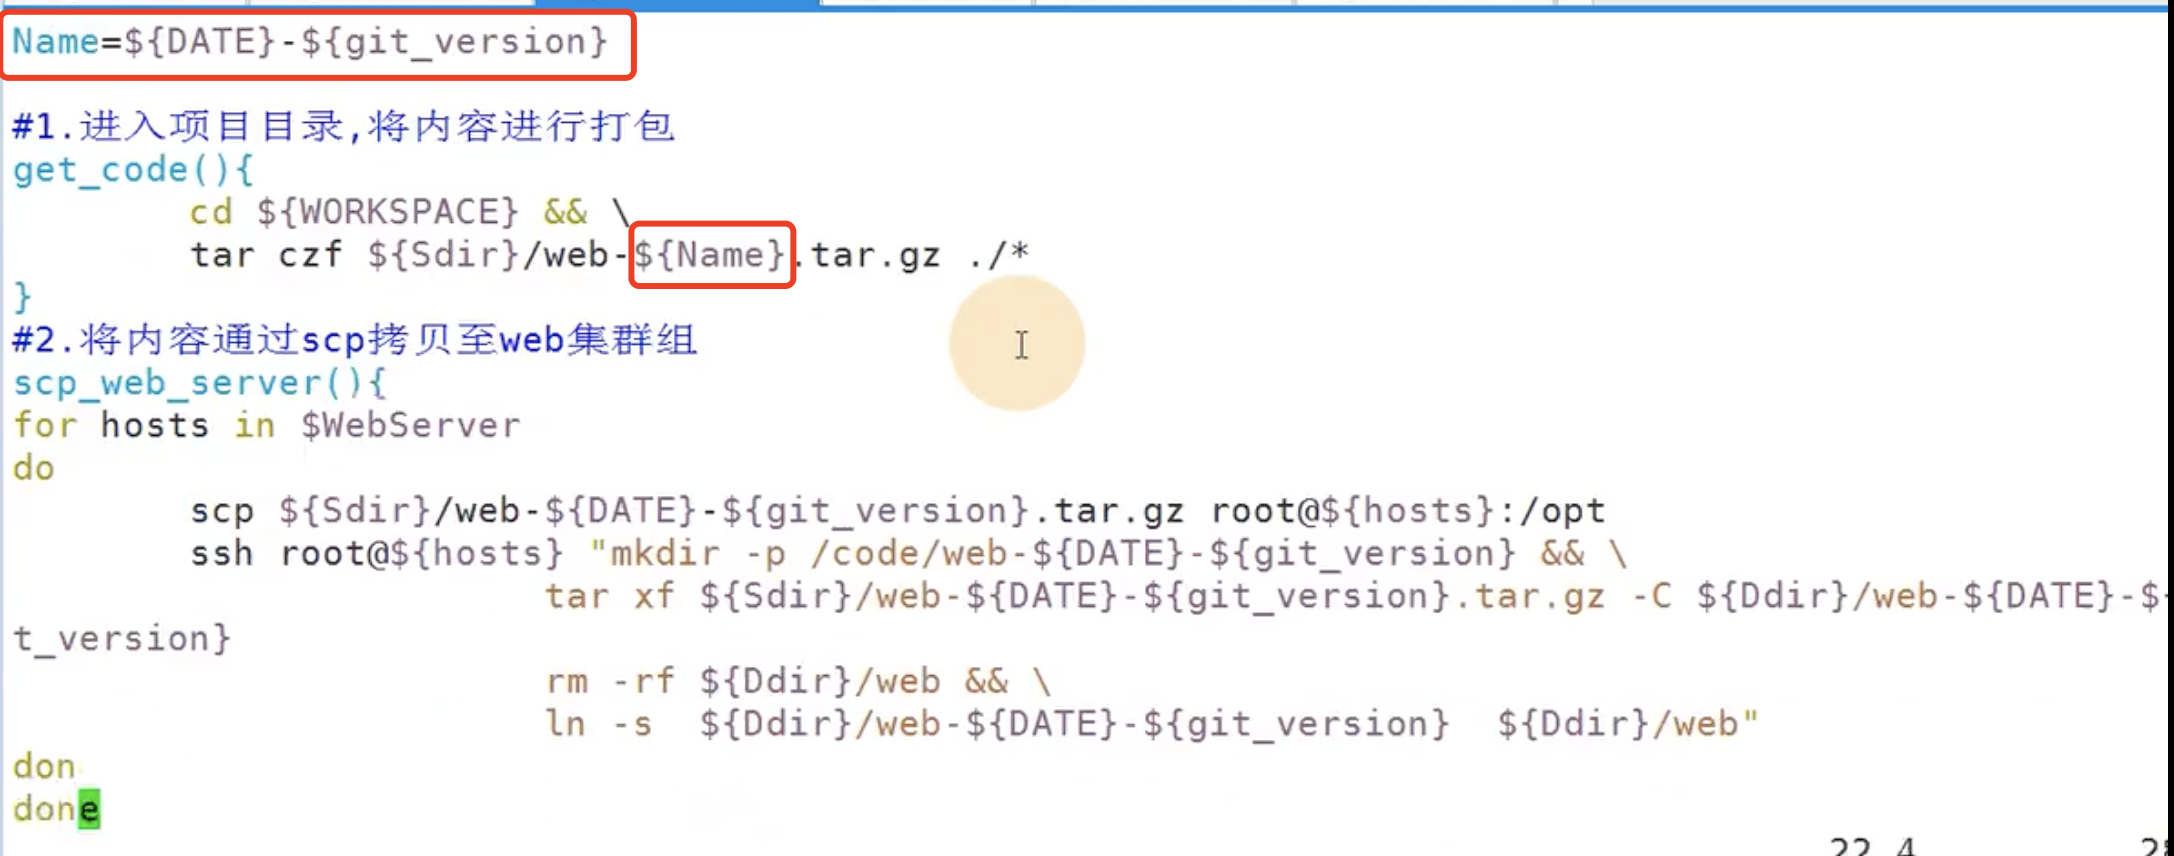 Name=${DATE}-${git_version}
#1.进入项目目录,将内容进行打包
get_code(){
cd ${WORKSPACE} && \
tar czf ${Sdir}/web-${Name}.tar.gz ./*
}
#2.将内容通过scp拷贝至web集群组
scp_web_server(){
for hosts in $WebServer
do
scp ${Sdir}/web-${DATE}-${git_version}.tar.gz root@${hosts}:/opt
ssh root@${hosts} "mkdir -p /code/web-${DATE}-${git_version} && \
tar xf ${Sdir}/web-${DATE}-${git_version}.tar.gz -C ${Ddir}/web-${DATE}-$
t_version}
rm -rf ${Ddir}/web && \
ln -s  ${Ddir}/web-${DATE}-${git_version}  ${Ddir}/web"
don
done